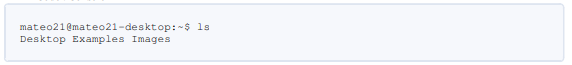 mateo21@mateo21-desktop:~$ ls
Desktop Examples Images